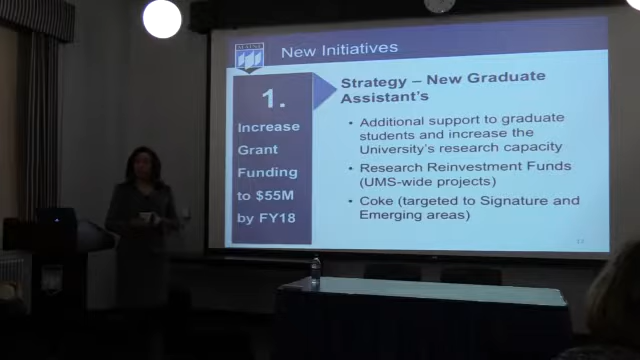 MAINE
New Initiatives
1.
Increase
Grant
Funding
to $55M
by FY18
Strategy – New Graduate
Assistant's
• Additional support to graduate
students and increase the
University's research capacity
• Research Reinvestment Funds
(UMS-wide projects)
• Coke (targeted to Signature and
Emerging areas)